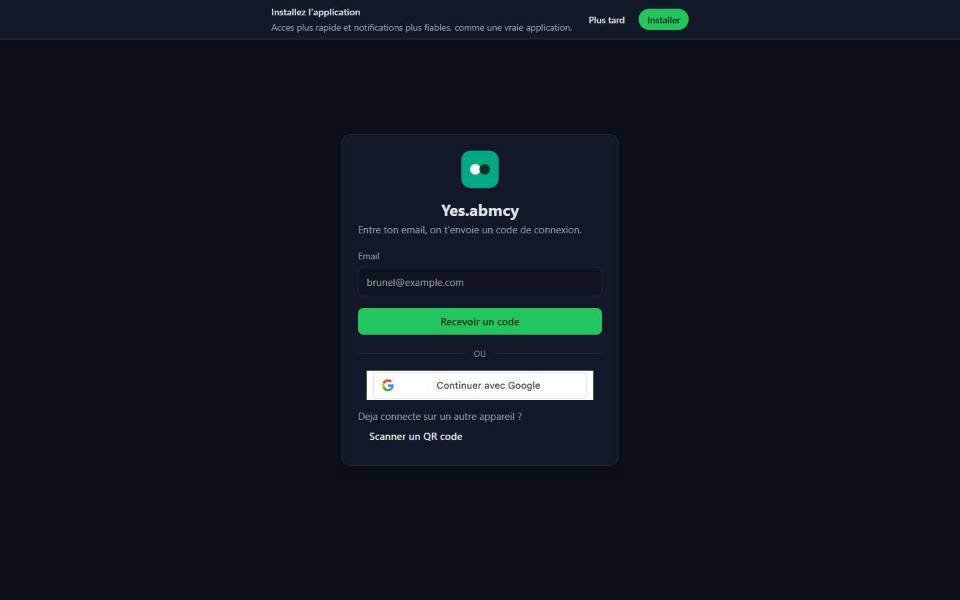 Installez l'application
Acces plus rapide et notifications plus fiables, comme une vraie application.
Plus tard
Installer
Yes.abmcy
Entre ton email, on t'envoie un code de connexion.
Email
brunel@example.com
Recevoir un code
OU
Continuer avec Google
Deja connecte sur un autre appareil ?
Scanner un QR code